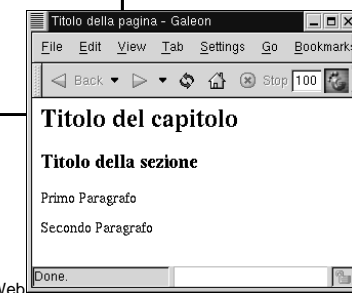 Titolo della pagina - Galeon
File Edit View Tab Settings Go Bookmarks
Back Stop 100
Titolo del capitolo
Titolo della sezione
Primo Paragrafo
Secondo Paragrafo
Done.
Web